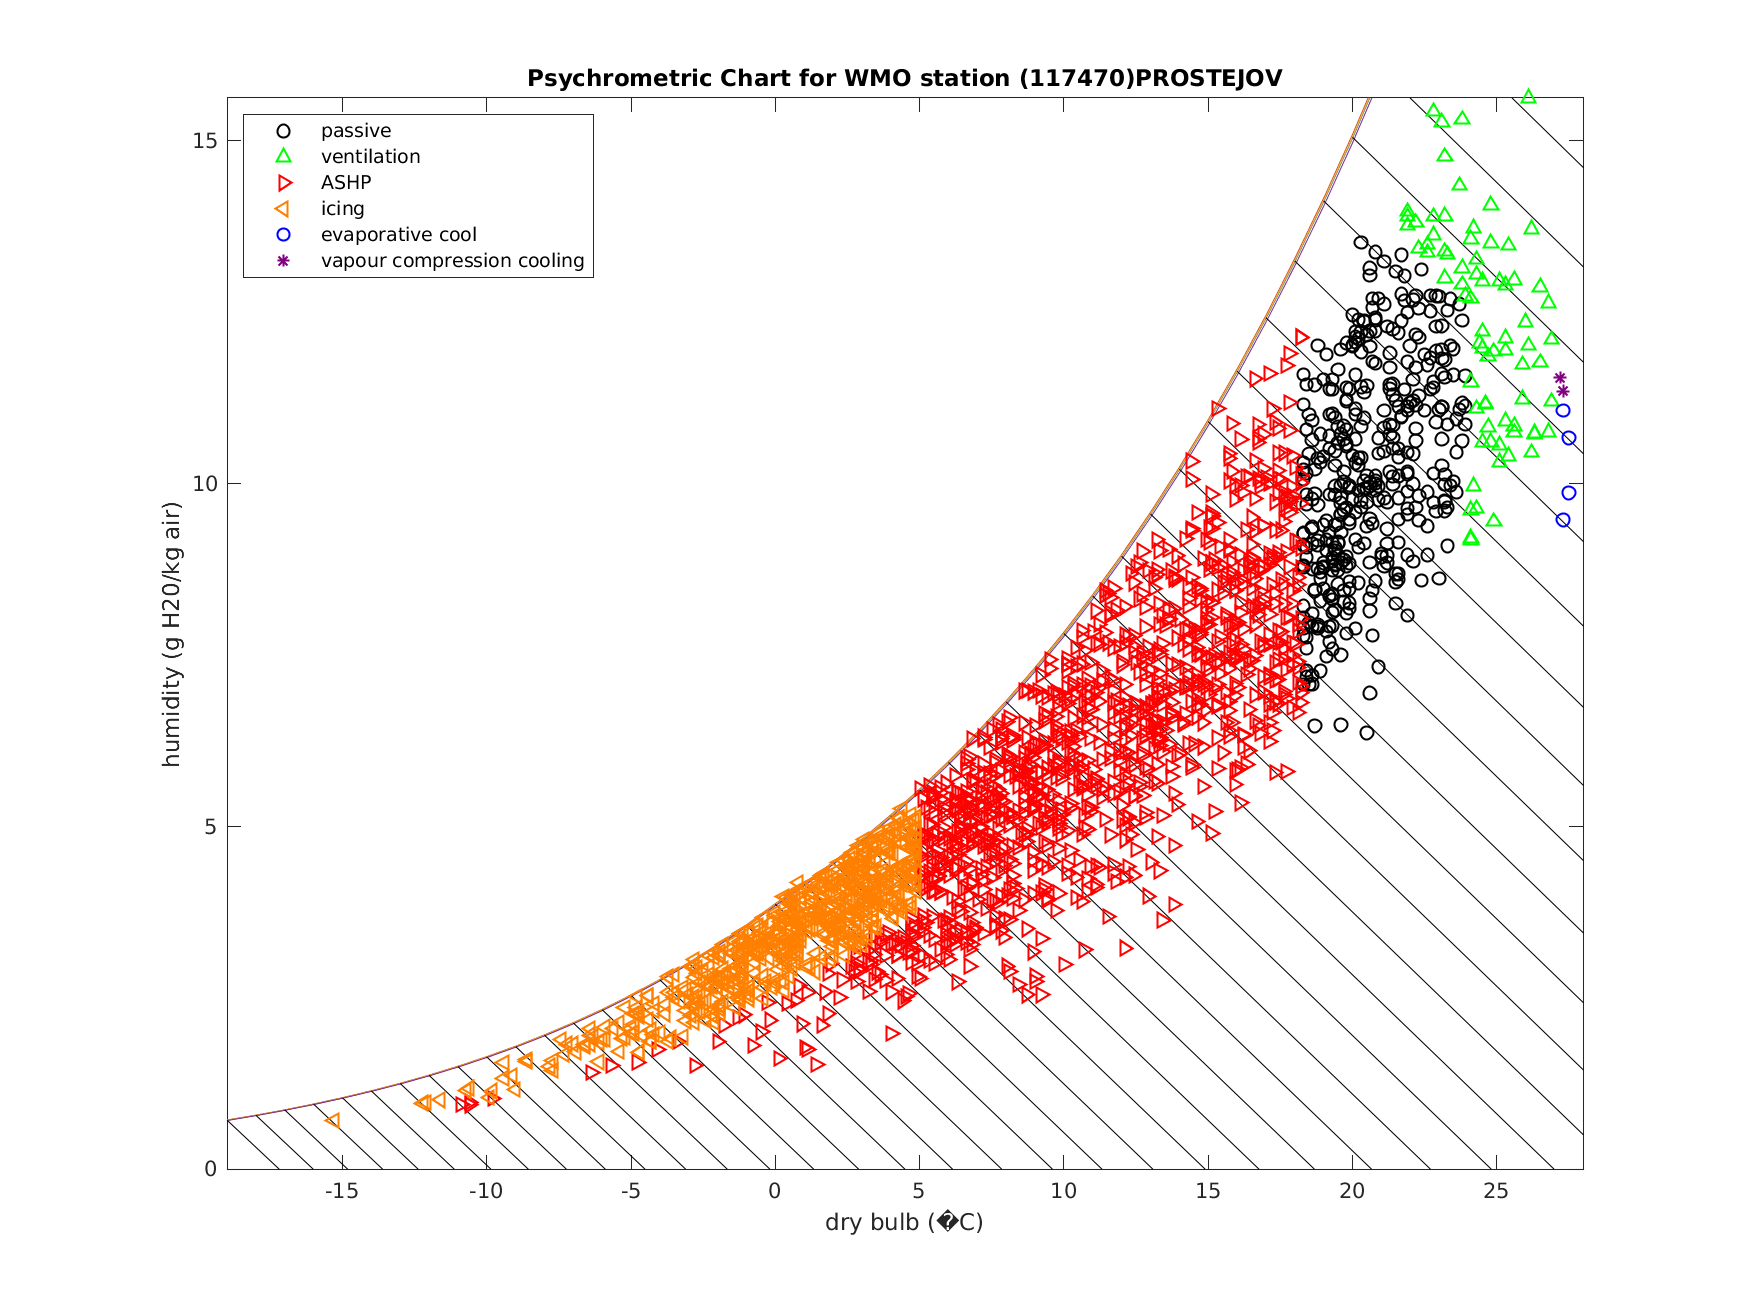 Psychrometric Chart for WMO station (117470)PROSTEJOV
passive
ventilation
ASHP
icing
evaporative cool
vapour compression cooling
15
10
5
0
humidity (g H20/kg air)
-15 -10 -5 0 5 10 15 20 25
dry bulb (�C)